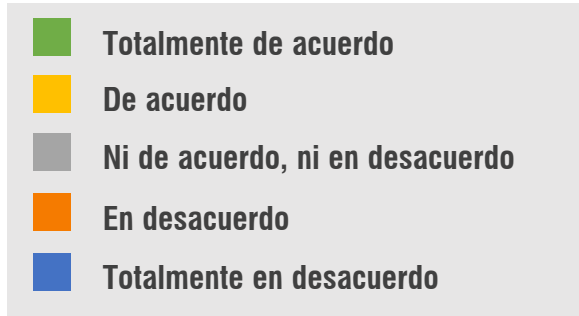 Totalmente de acuerdo
De acuerdo
Ni de acuerdo, ni en desacuerdo
En desacuerdo
Totalmente en desacuerdo